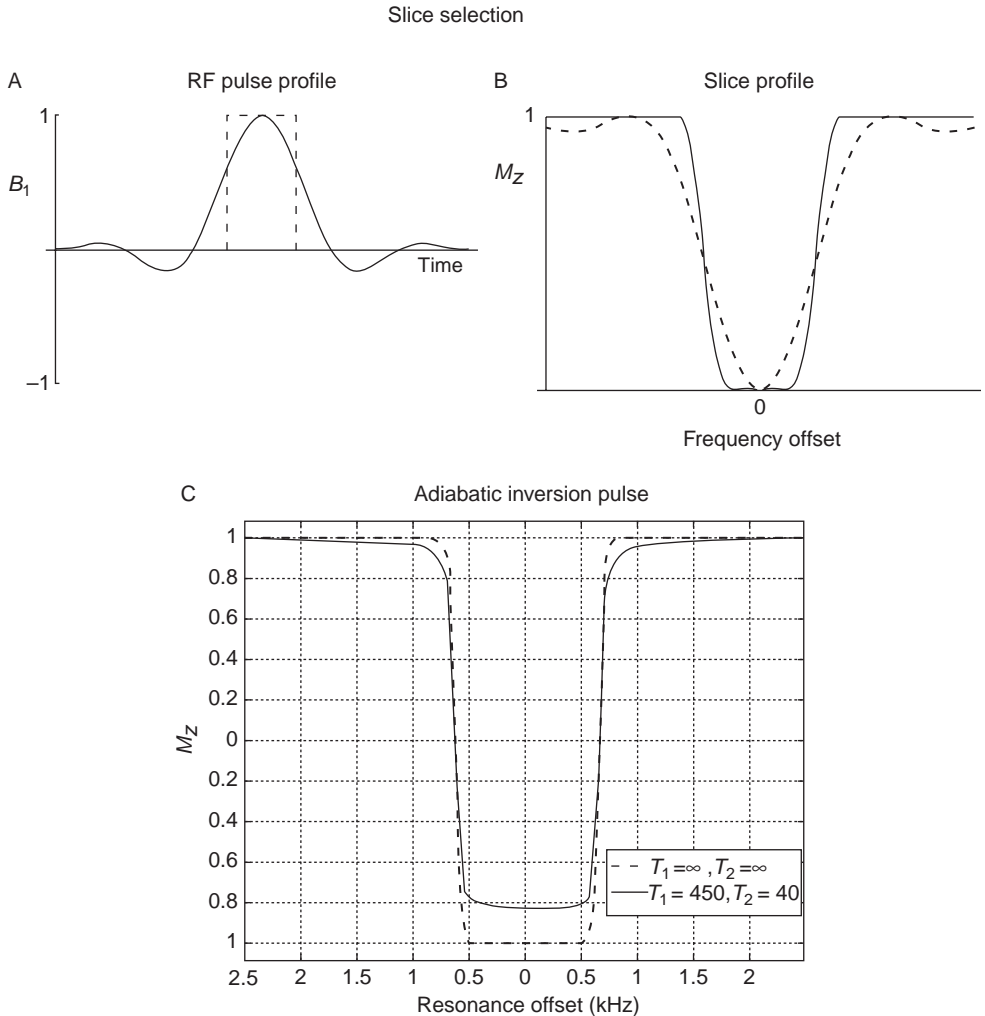 Slice selection
A
RF pulse profile
1
B1
Time
–1
B
Slice profile
1
MZ
0
Frequency offset
C
Adiabatic inversion pulse
1
0.8
0.6
0.4
0.2
0
0.2
0.4
0.6
0.8
1
MZ
T1 = ∞ , T2 = ∞
T1 = 450, T2 = 40
2.5 2 1.5 1 0.5 0 0.5 1 1.5 2 2.5
Resonance offset (kHz)